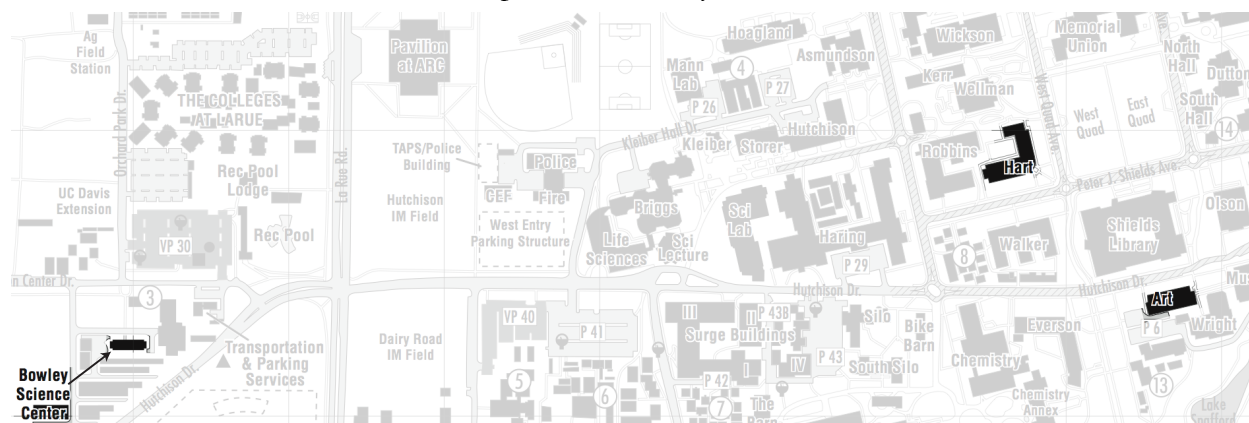 Ag
Field
Station
Orchard Park Dr.
THE COLLEGES
AT LARUE
La Rue Rd.
Pavilion
at ARC
Rec Pool
Lodge
UC Davis
Extension
VP 30
Rec Pool
n Center Dr.
3
Bowley
Science
Center
Hutchison Dr.
Transportation
& Parking
Services
TAPS/Police
Building
Hutchison
IM Field
Dairy Road
IM Field
Police
CEF
Fire
West Entry
Parking Structure
VP 40
P 41
5
6
Kleiber Hall Dr.
Mann
Lab
P 26
Hoagland
4
P 27
Asmundson
Kleiber
Storer
Hutchison
Briggs
Life
Sciences
Sci
Lecture
Sci
Lab
Haring
P 29
Hutchison Dr.
III
II
P 43B
Surge Buildings
IV
I
P 42
7
The
Barn
P 43
Silo
South Silo
Bike
Barn
Wickson
Kerr
Wellman
Robbins
Hart
West Quad Ave.
Memorial
Union
West
Quad
East
Quad
North
Hall
Dutton
South
Hall
14
Peter J. Shields Ave.
8
Walker
Shields
Library
Olson
Hutchison Dr.
Art
Mus
P 6
Wright
Everson
Chemistry
Chemistry
Annex
13
Lake
Spafford